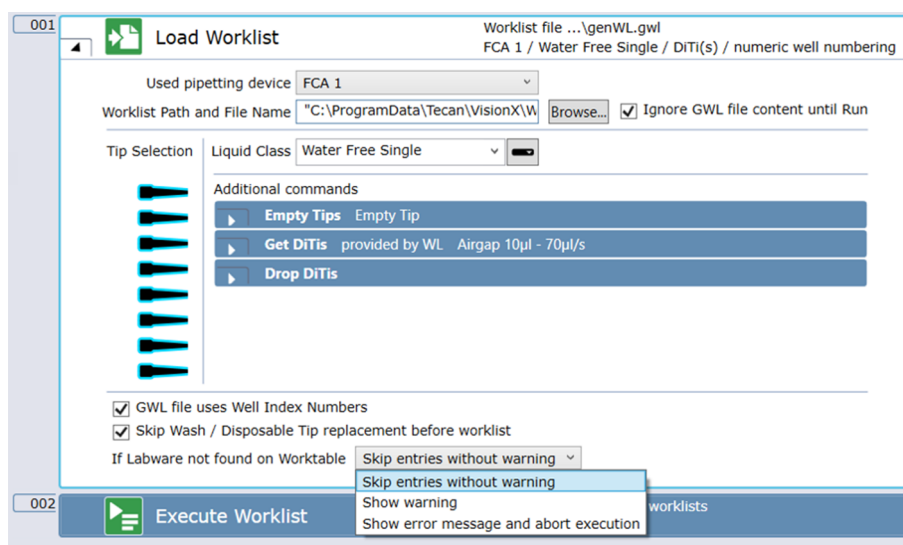 001
Load Worklist
Worklist file ...\genWL.gwl
FCA 1 / Water Free Single / DiTi(s) / numeric well numbering
Used pipetting device FCA 1
Worklist Path and File Name "C:\ProgramData\Tecan\VisionX\W Browse... Ignore GWL file content until Run
Tip Selection Liquid Class Water Free Single
Additional commands
Empty Tips Empty Tip
Get DiTis provided by WL Airgap 10µl - 70µl/s
Drop DiTis
GWL file uses Well Index Numbers
Skip Wash / Disposable Tip replacement before worklist
If Labware not found on Worktable Skip entries without warning
Skip entries without warning
Show warning
Show error message and abort execution
002
Execute Worklist
worklists